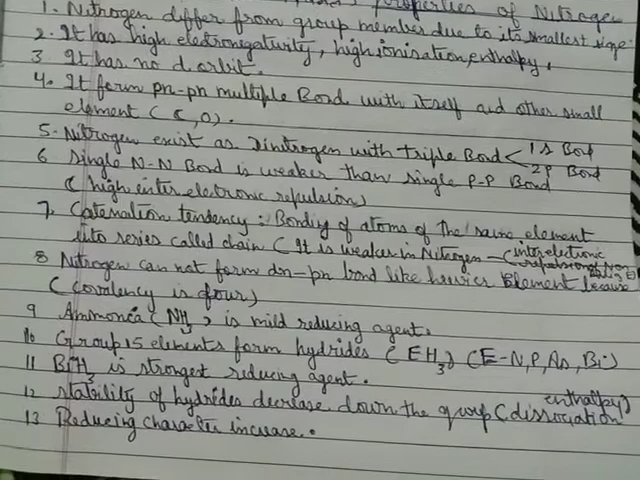 properties of Nitrogen
1. Nitrogen differ from group member due to its smallest size.
2. It has high electronegaturity, high ionisation enthalpy.
3 It has no d orbit.
4. It form pπ-pπ multiple Bond with itself and other small
element (C, O).
5. Nitrogen exist as Dinitrogen with Triple Bond < 1 s Bond
2 p Bond
6 Single N-N Bond is weaker than single P-P Bond
(high inter electronic repulsion)
7. Catenation tendency: Bonding of atoms of the same element
into series called chain (It is weaker in Nitrogen - (interelectronic
8 Nitrogen can not form dπ-pπ bond like heavier Element because
(covalency is four)
9 Ammonia (NH3) is mild reducing agent.
10 Group 15 elements form hydrides (EH3) (E-N,P,As,Bi)
11 BiH3 is strongest reducing agent.
12 stability of hydrides decrease down the group (dissociation enthalpy)
13 Reducing character increase.